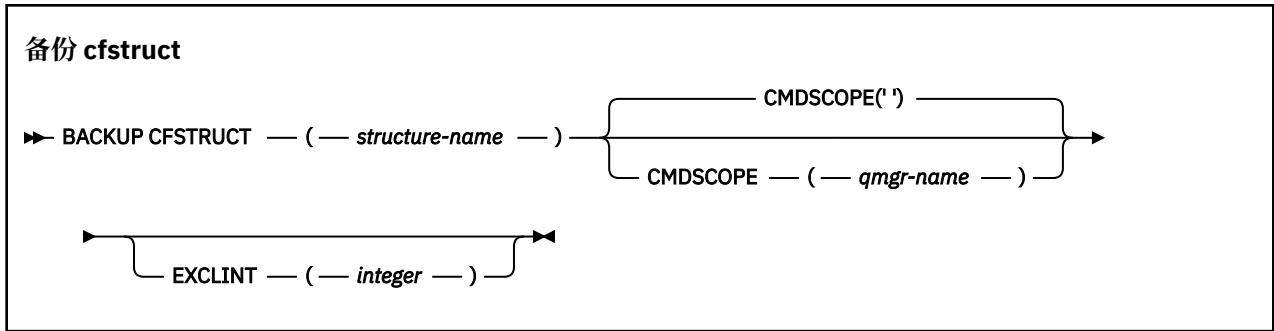 备份 cfstruct
CMDSCOPE(' ')
BACKUP CFSTRUCT ( structure-name )
CMDSCOPE ( qmgr-name )
EXCLINT ( integer )